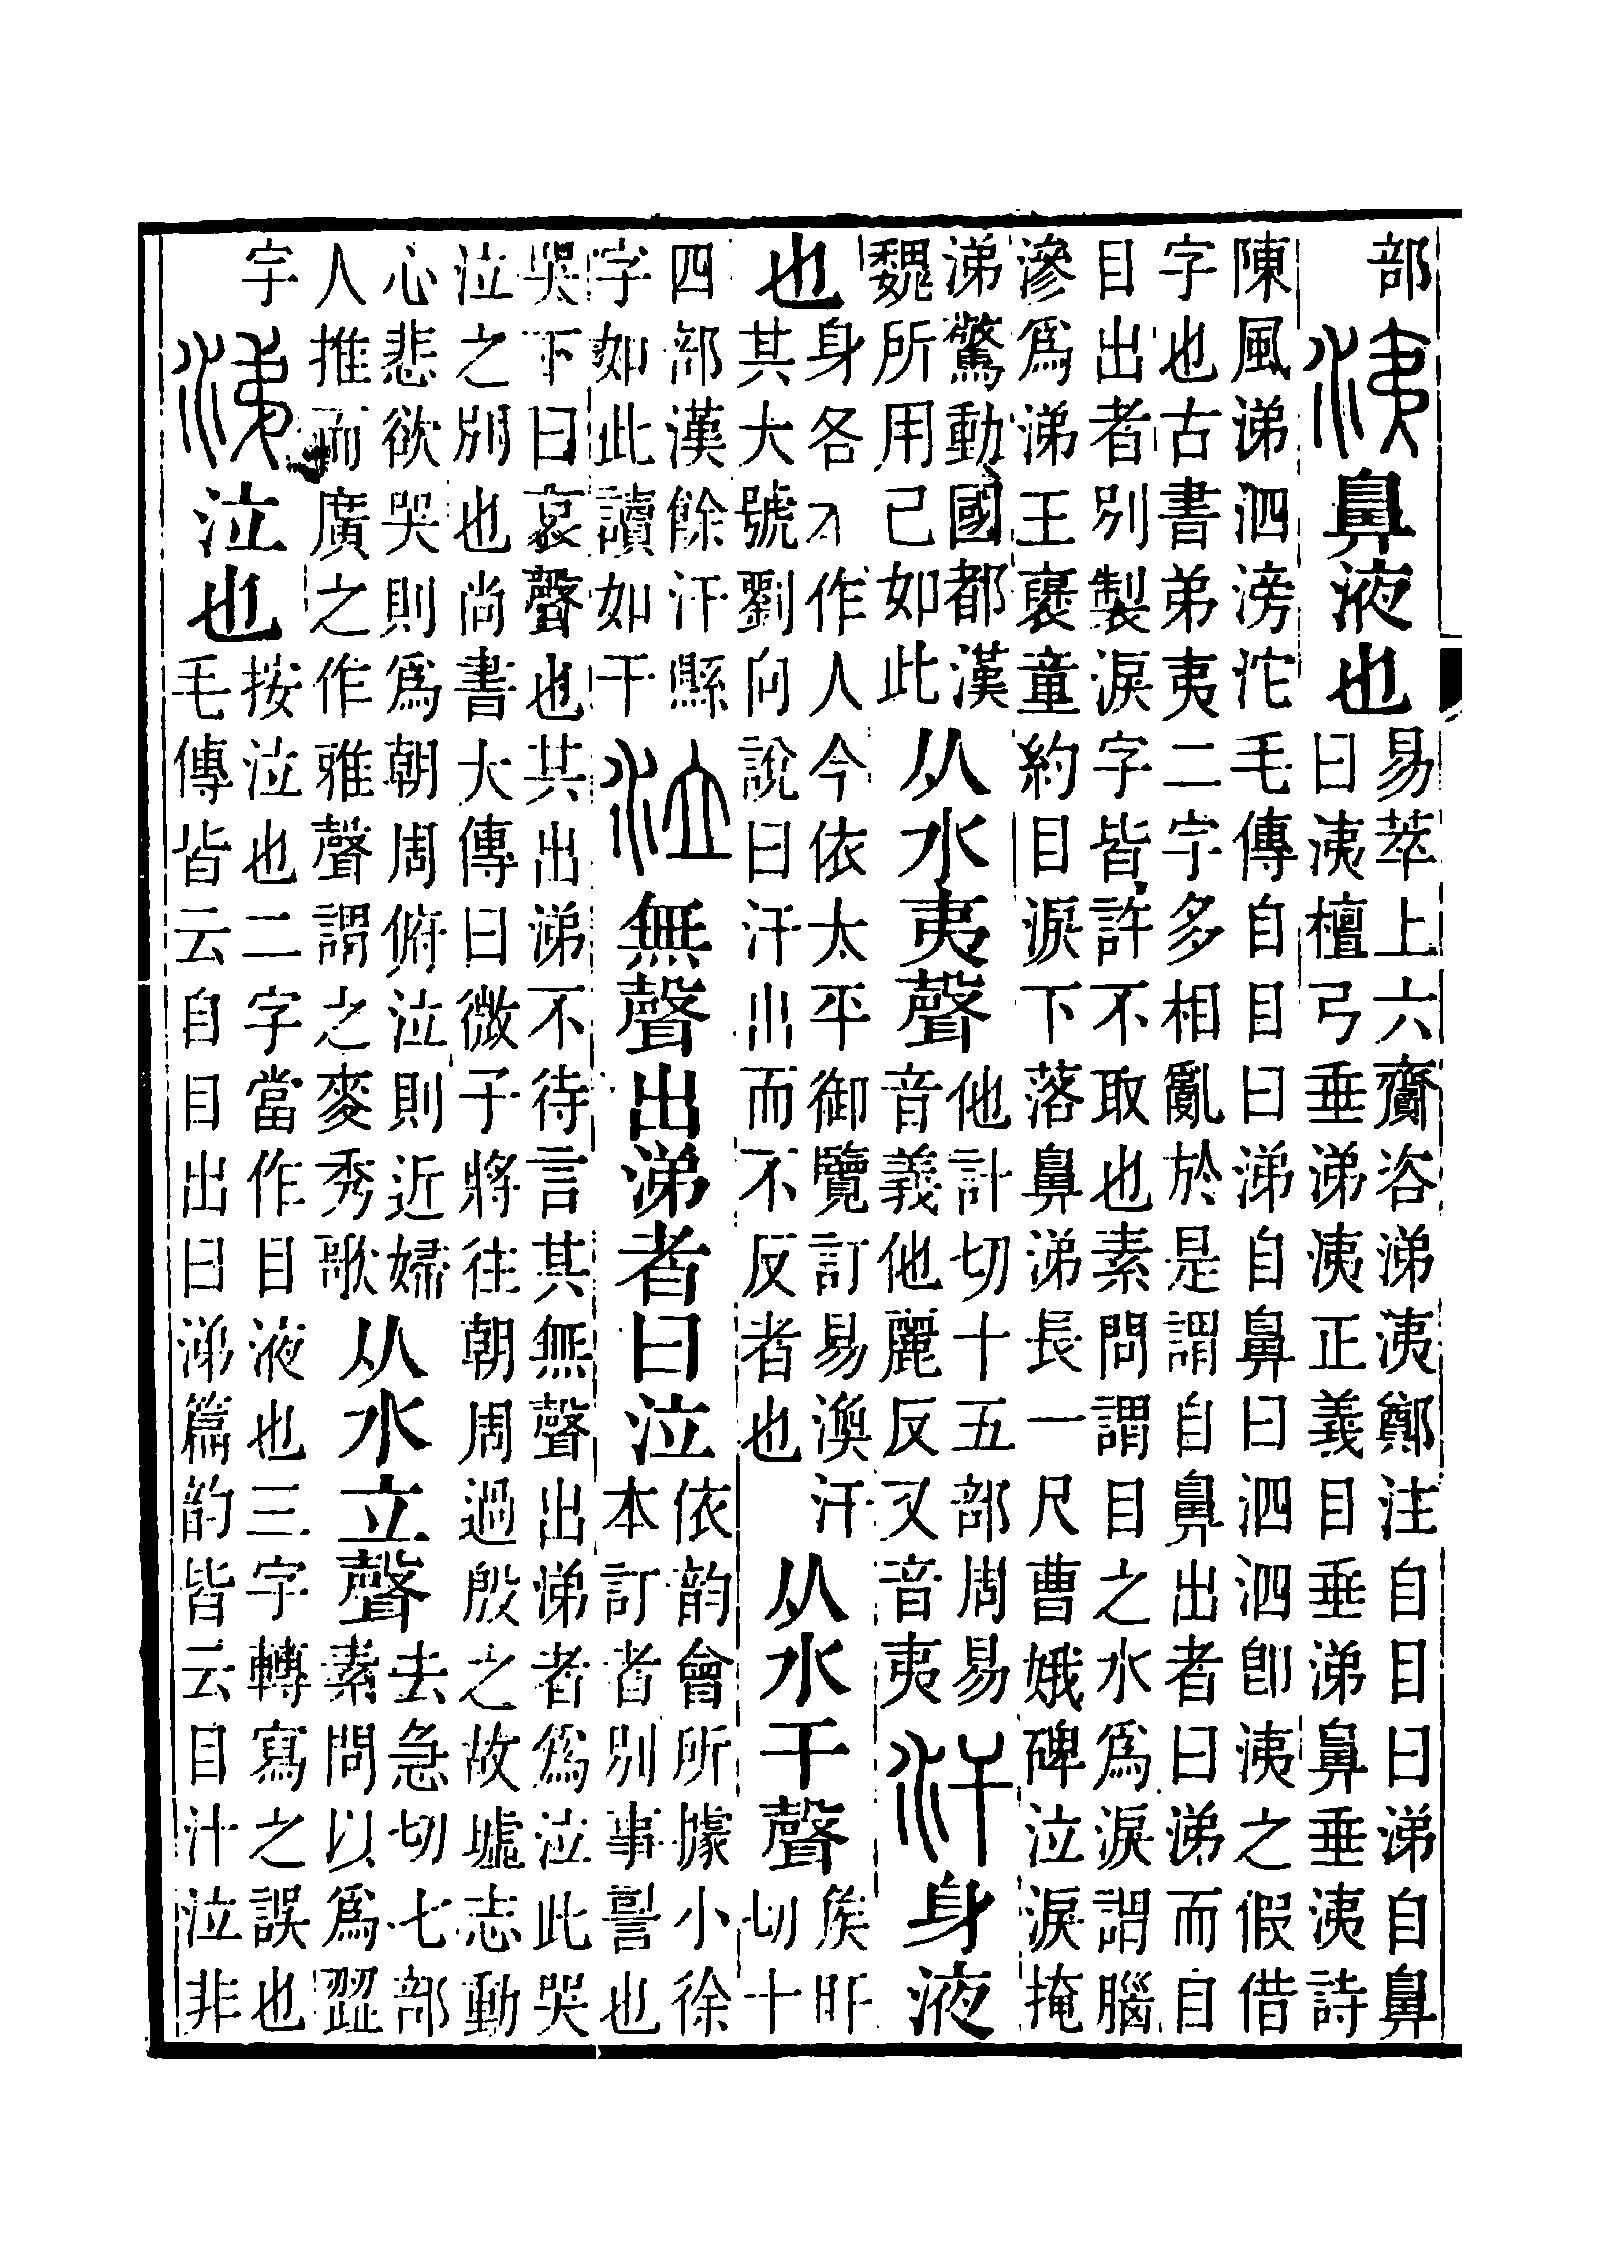 部
洟鼻液也
易萃上六齎咨涕洟鄭注自目曰涕自鼻
曰洟檀弓垂涕洟正義目垂涕鼻垂洟詩
陳風涕泗滂沱毛傳自目曰涕自鼻曰泗泗卽洟之假借
字也古書弟夷二字多相亂於是謂自鼻出者曰涕而自
目出者別製淚字皆許不取也素問謂目之水爲淚謂腦
滲爲涕王襃童約目淚下落鼻涕長一尺曹娥碑泣淚掩
涕驚動國都漢
魏所用已如此
从水夷聲
他計切十五部周易
音義他麗反又音夷
汗身液
也
身各本作人今依太平御覽訂易渙汗
其大號劉向說曰汗出而不反者也
从水干聲
矦旰
切十
四部漢餘汗縣
字如此讀如干
泣無聲出涕者曰泣
依韵會所據小徐
本訂者別事䛐也
哭下曰哀聲也其出涕不待言其無聲出涕者爲泣此哭
泣之別也尚書大傳曰微子將往朝周過殷之故墟志動
心悲欲哭則爲朝周俯泣則近婦
人推而廣之作雅聲謂之麥秀歌
从水立聲
去急切七部
素問以爲歰
字
涕泣也
按泣也二字當作目液也三字轉寫之誤也
毛傳皆云自目出曰涕篇韵皆云目汁泣非